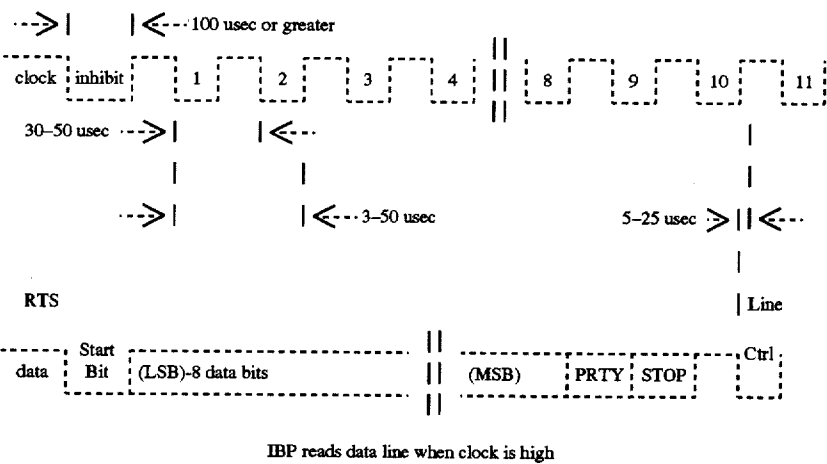 100 usec or greater
clock inhibit 1 2 3 4 8 9 10 11
30–50 usec
3–50 usec 5–25 usec
RTS Line
Start Ctrl
data Bit (LSB)-8 data bits (MSB) PRTY STOP
IBP reads data line when clock is high